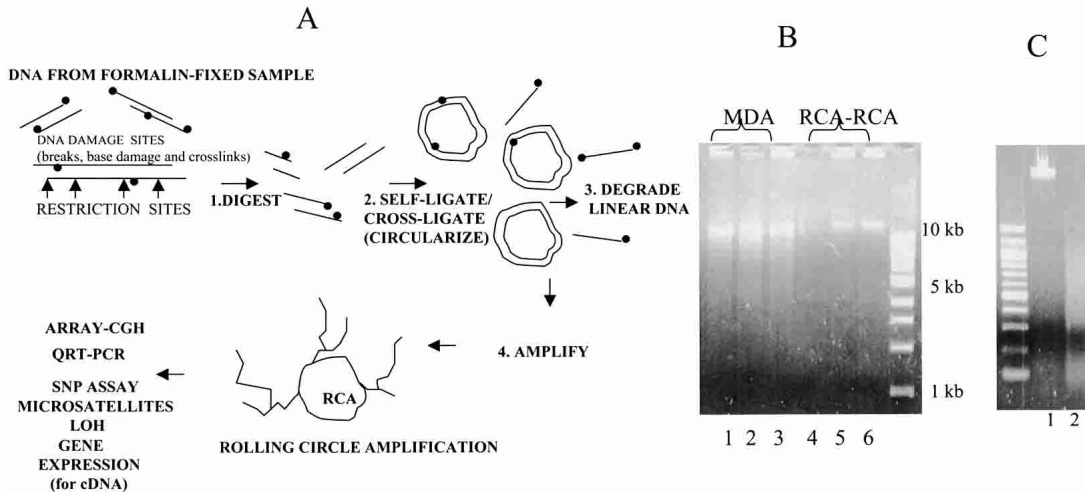 A
DNA FROM FORMALIN-FIXED SAMPLE
DNA DAMAGE SITES
(breaks, base damage and crosslinks)
RESTRICTION SITES
1.DIGEST
2. SELF-LIGATE/
CROSS-LIGATE
(CIRCULARIZE)
3. DEGRADE
LINEAR DNA
4. AMPLIFY
RCA
ROLLING CIRCLE AMPLIFICATION
ARRAY-CGH
QRT-PCR
SNP ASSAY
MICROSATELLITES
LOH
GENE
EXPRESSION
(for cDNA)
B
MDA RCA-RCA
10 kb
5 kb
1 kb
1 2 3 4 5 6
C
1 2